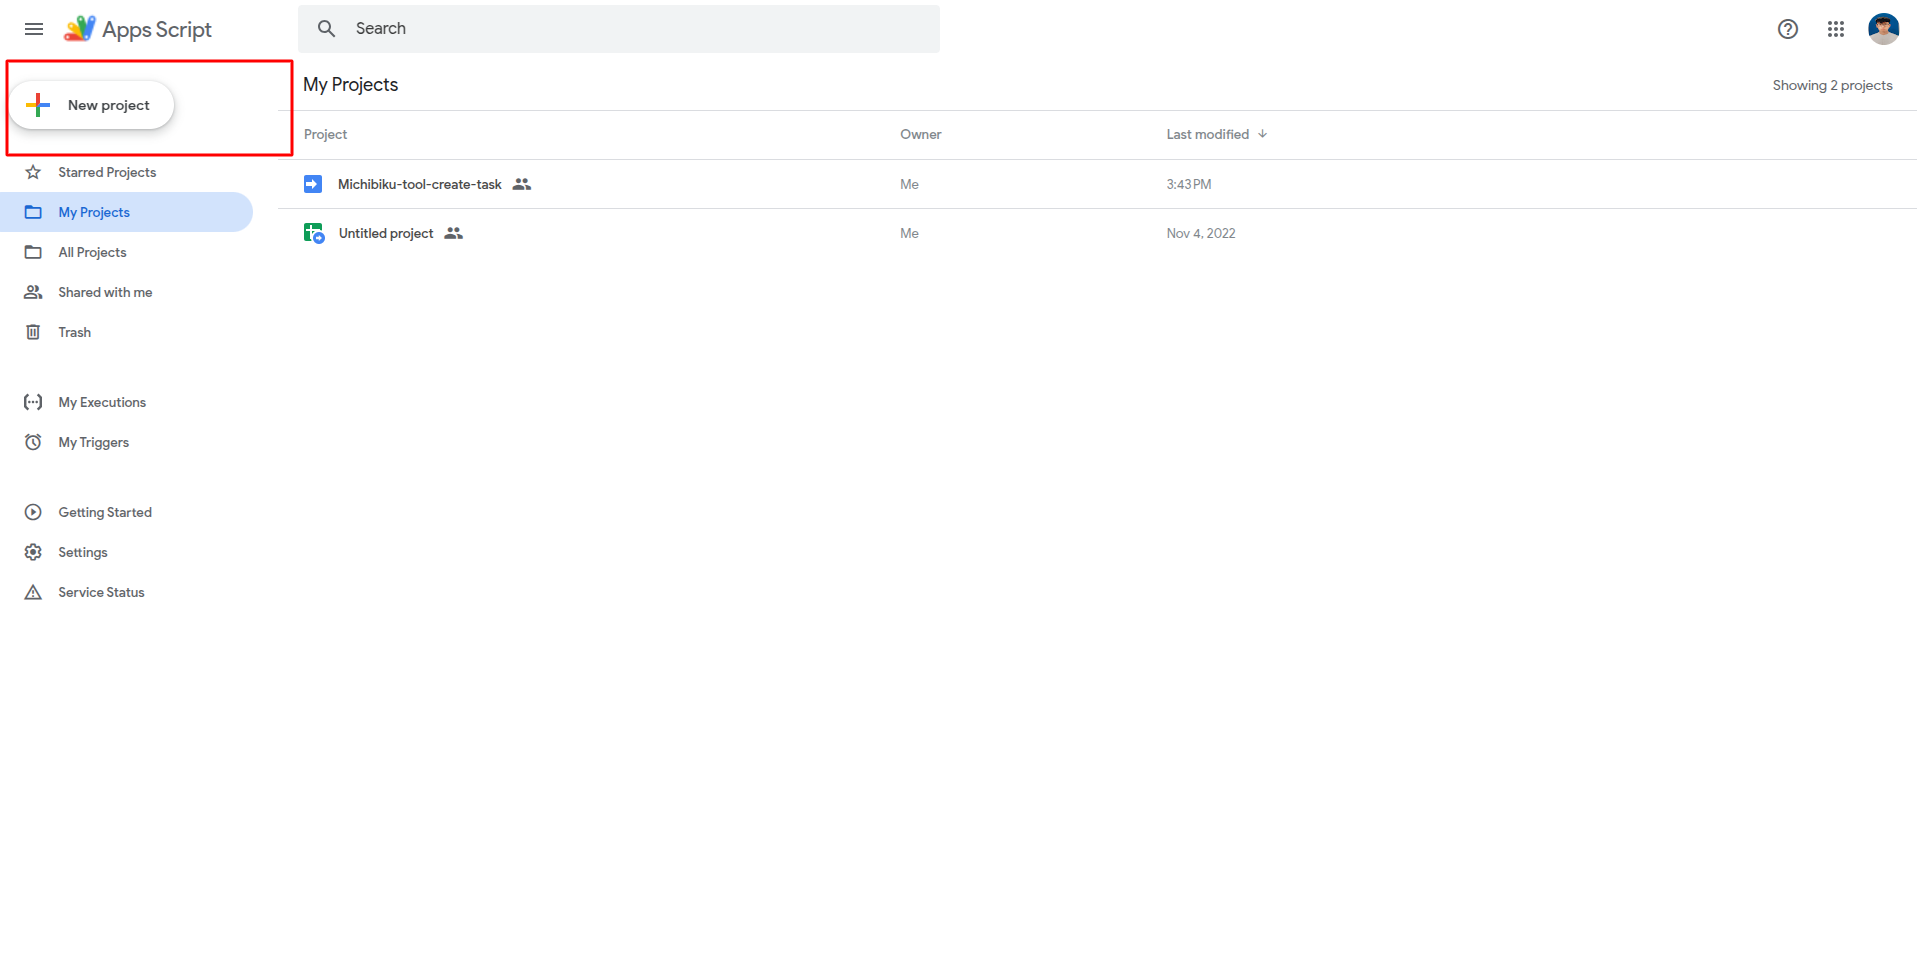 Apps Script
Search
New project
My Projects
Showing 2 projects
Project
Owner
Last modified
Starred Projects
Michibiku-tool-create-task
Me
3:43 PM
My Projects
Untitled project
Me
Nov 4, 2022
All Projects
Shared with me
Trash
My Executions
My Triggers
Getting Started
Settings
Service Status